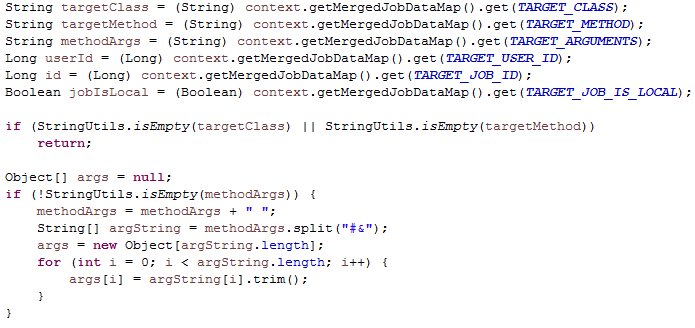 String targetClass = (String) context.getMergedJobDataMap().get(TARGET_CLASS);
String targetMethod = (String) context.getMergedJobDataMap().get(TARGET_METHOD);
String methodArgs = (String) context.getMergedJobDataMap().get(TARGET_ARGUMENTS);
Long userId = (Long) context.getMergedJobDataMap().get(TARGET_USER_ID);
Long id = (Long) context.getMergedJobDataMap().get(TARGET_JOB_ID);
Boolean jobIsLocal = (Boolean) context.getMergedJobDataMap().get(TARGET_JOB_IS_LOCAL);

if (StringUtils.isEmpty(targetClass) || StringUtils.isEmpty(targetMethod))
    return;

Object[] args = null;
if (!StringUtils.isEmpty(methodArgs)) {
    methodArgs = methodArgs + " ";
    String[] argString = methodArgs.split("#&");
    args = new Object[argString.length];
    for (int i = 0; i < argString.length; i++) {
        args[i] = argString[i].trim();
    }
}